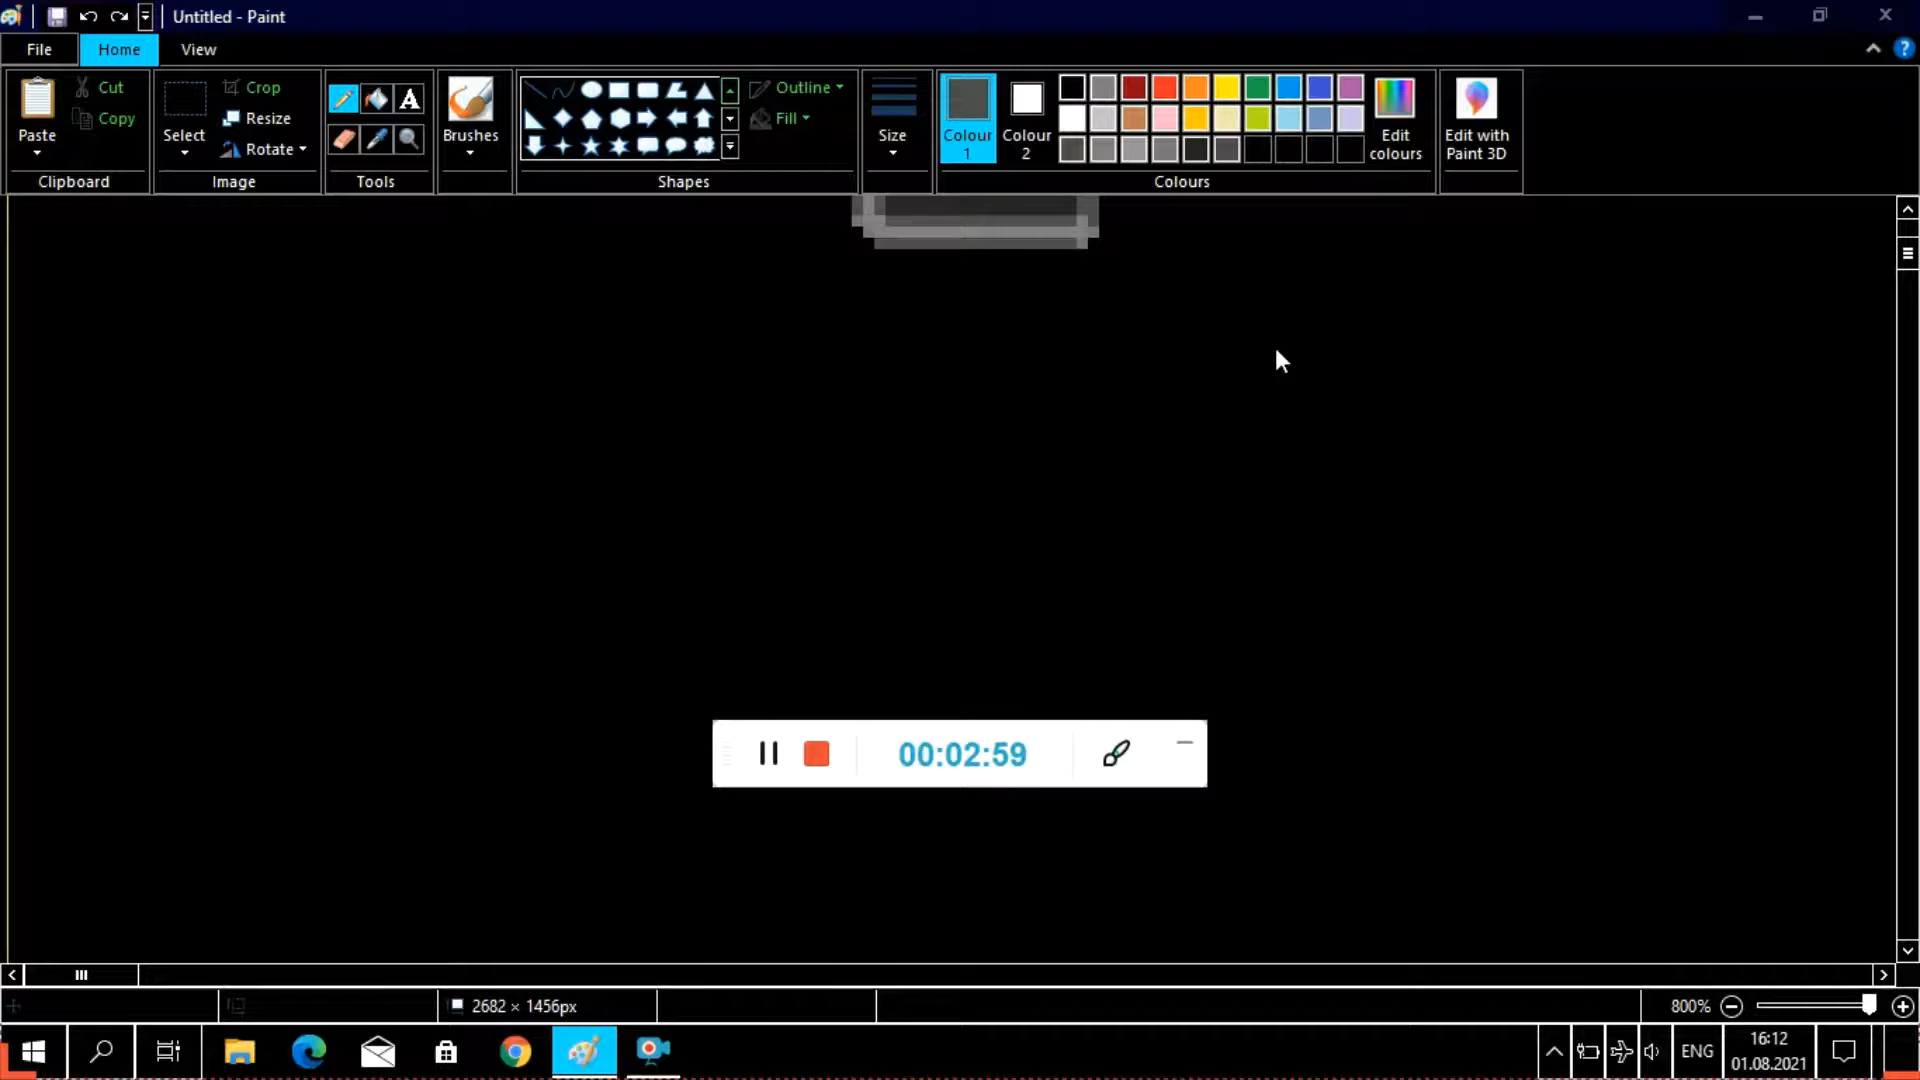 Untitled - Paint
File Home View
Paste
Cut
Copy
Clipboard
Select
Crop
Resize
Rotate
Image
A
Tools
Brushes
Outline
Fill
Shapes
Size
Colour 1
Colour 2
Edit colours
Colours
Edit with Paint 3D
00:02:59
2682 × 1456px
800%
ENG
16:12
01.08.2021